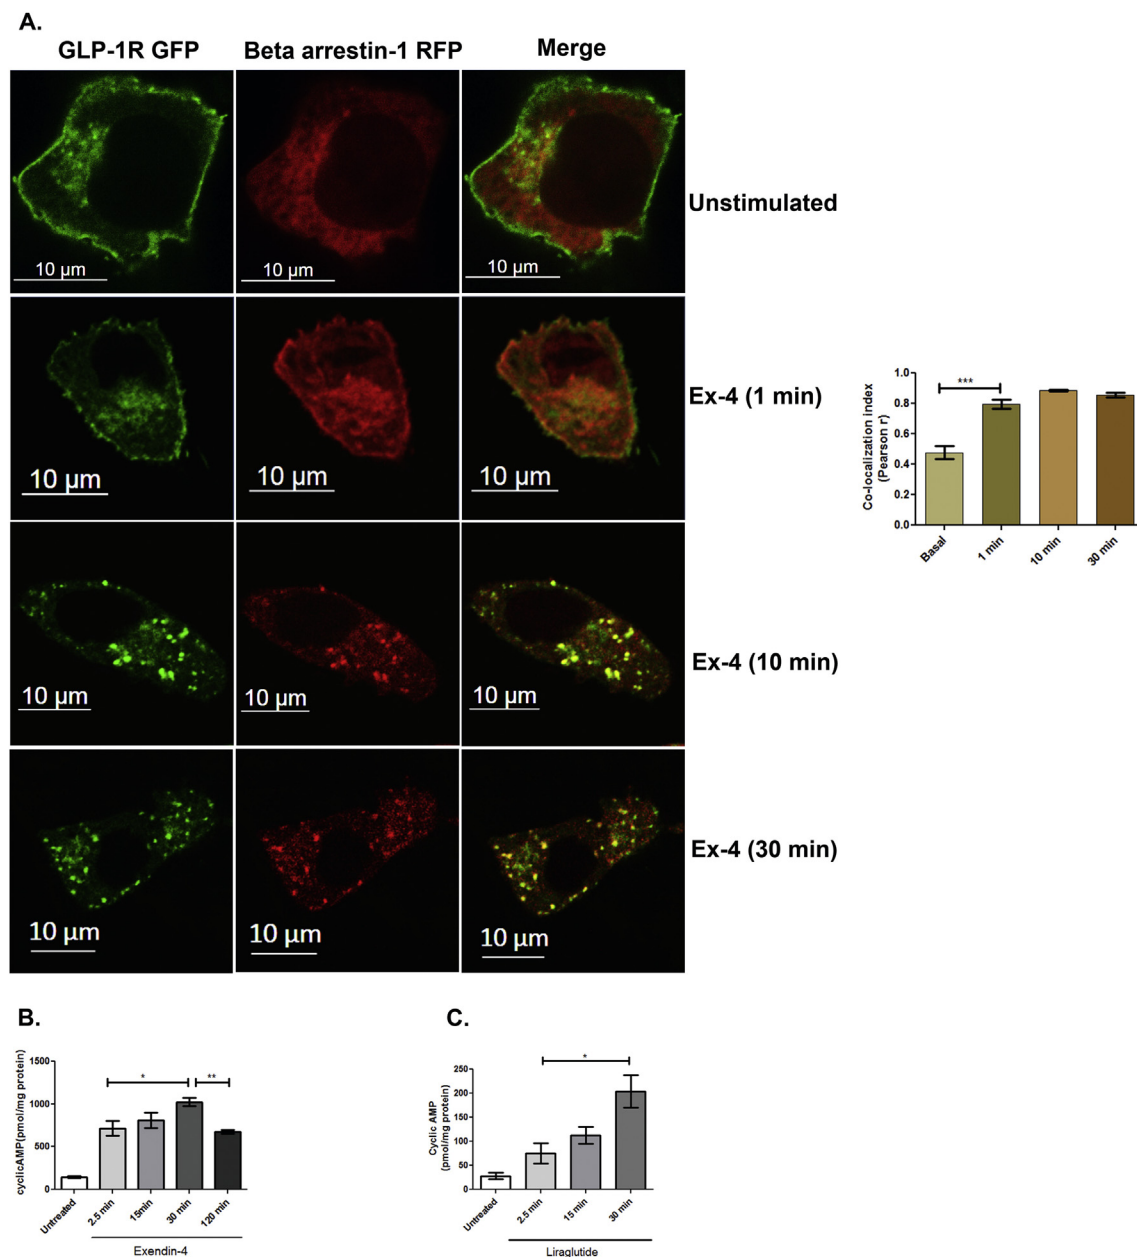 A.
GLP-1R GFP
Beta arrestin-1 RFP
Merge
10 µm
10 µm
10 µm
Unstimulated
10 µm
10 µm
10 µm
Ex-4 (1 min)
10 µm
10 µm
10 µm
Ex-4 (10 min)
10 µm
10 µm
10 µm
Ex-4 (30 min)
Co-localization index
(Pearson r)
1.0
0.8
0.6
0.4
0.2
0.0
***
Basal
1 min
10 min
30 min
B.
cyclicAMP(pmol/mg protein)
1500
1000
500
0
*
**
Untreated
2.5 min
15min
30 min
120 min
Exendin-4
C.
Cyclic AMP
(pmol/mg protein)
250
200
150
100
50
0
*
Untreated
2.5 min
15 min
30 min
Liraglutide